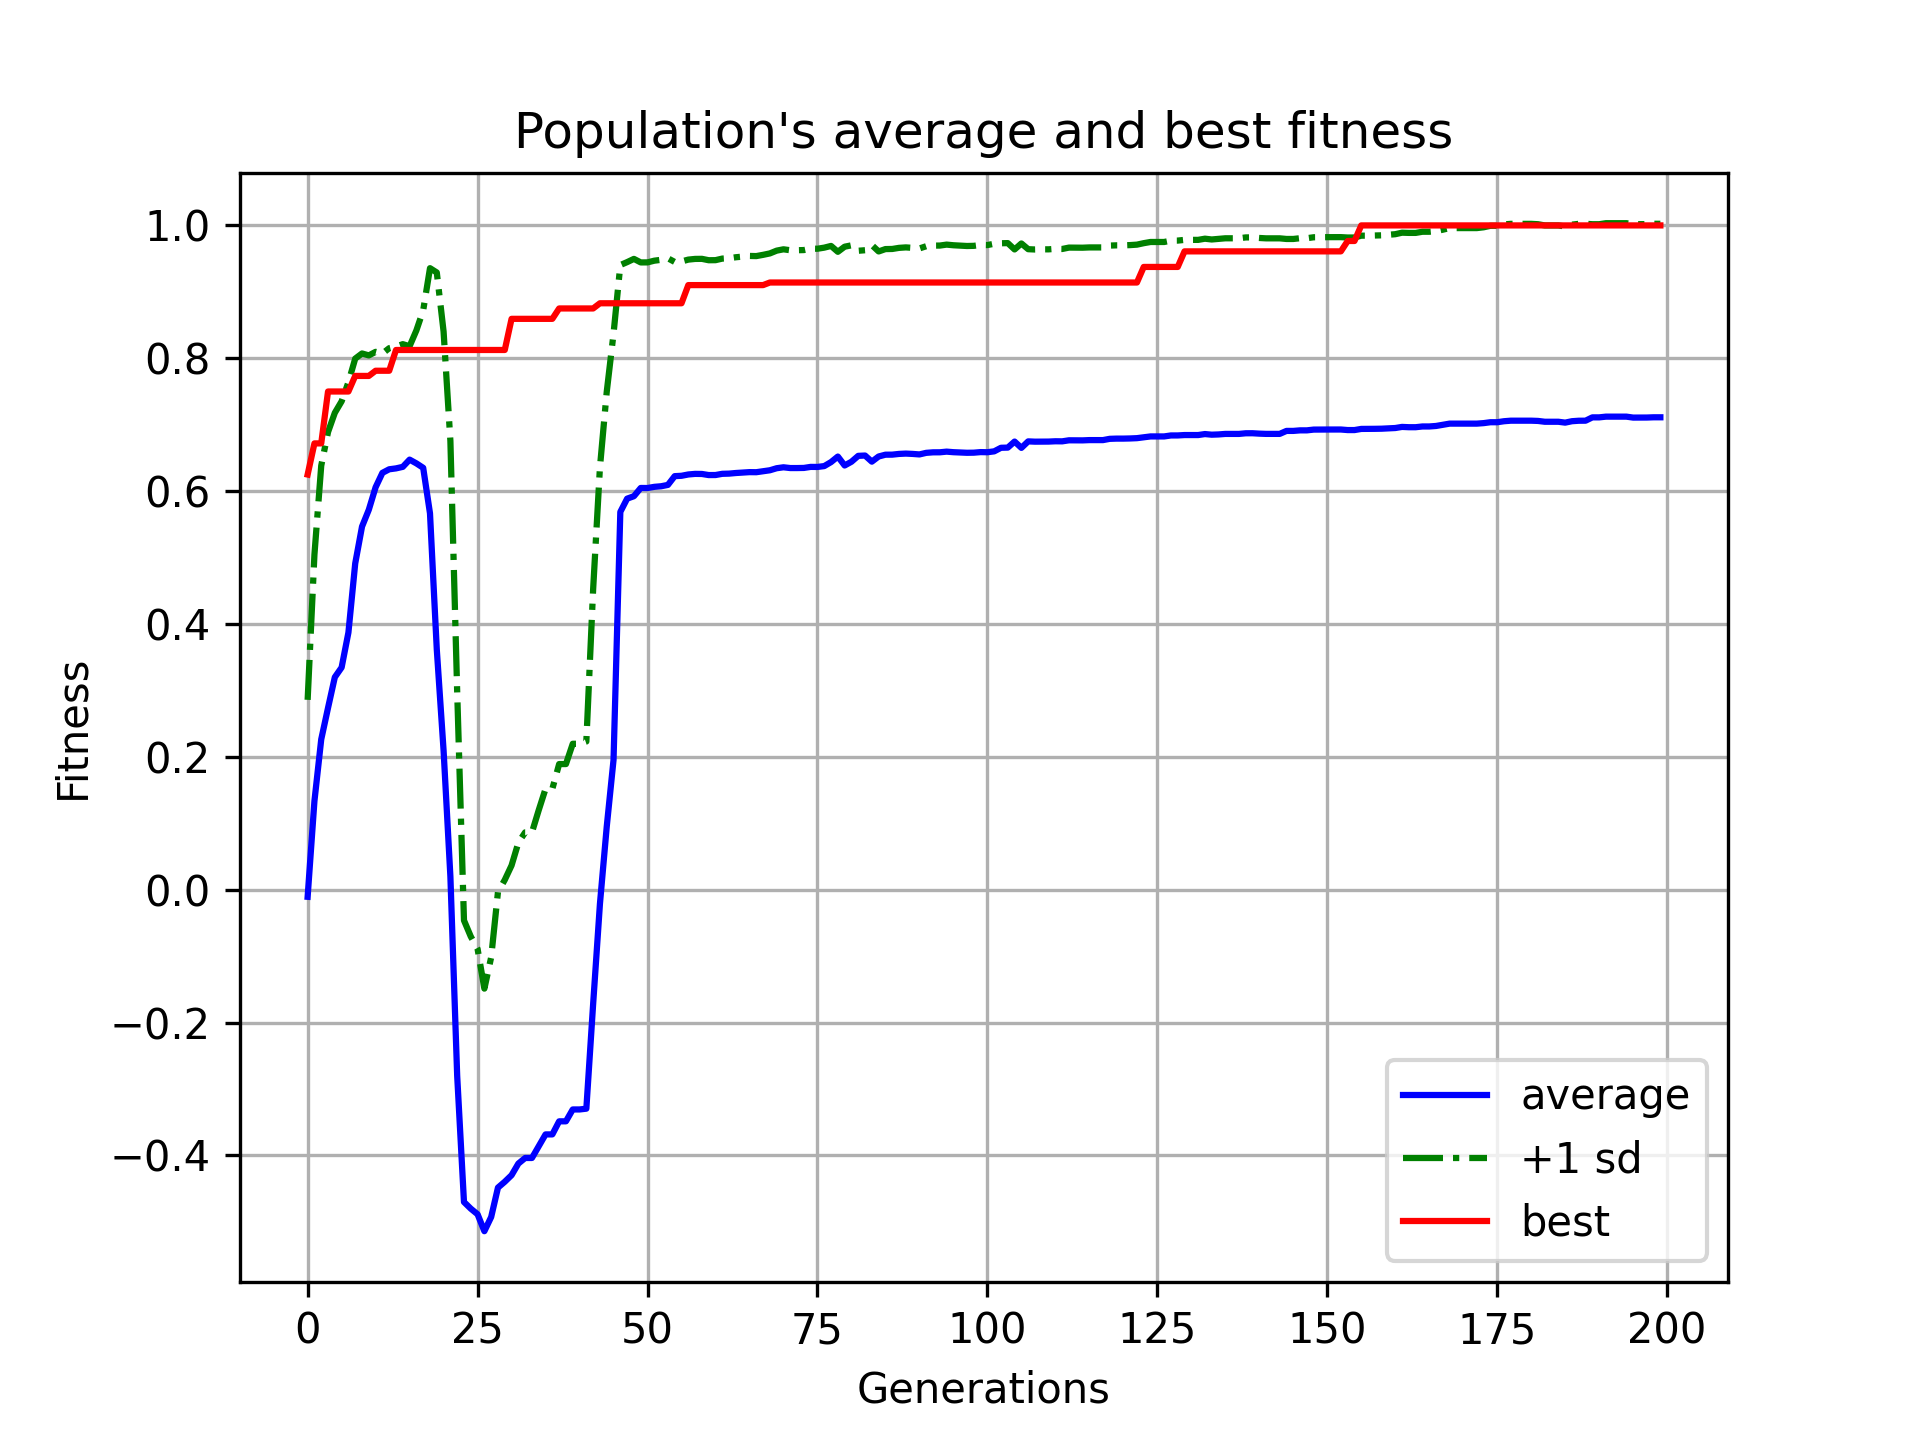 Population's average and best fitness
1.0
0.8
0.6
0.4
0.2
0.0
−0.2
−0.4
Fitness
0 25 50 75 100 125 150 175 200
Generations
average
+1 sd
best